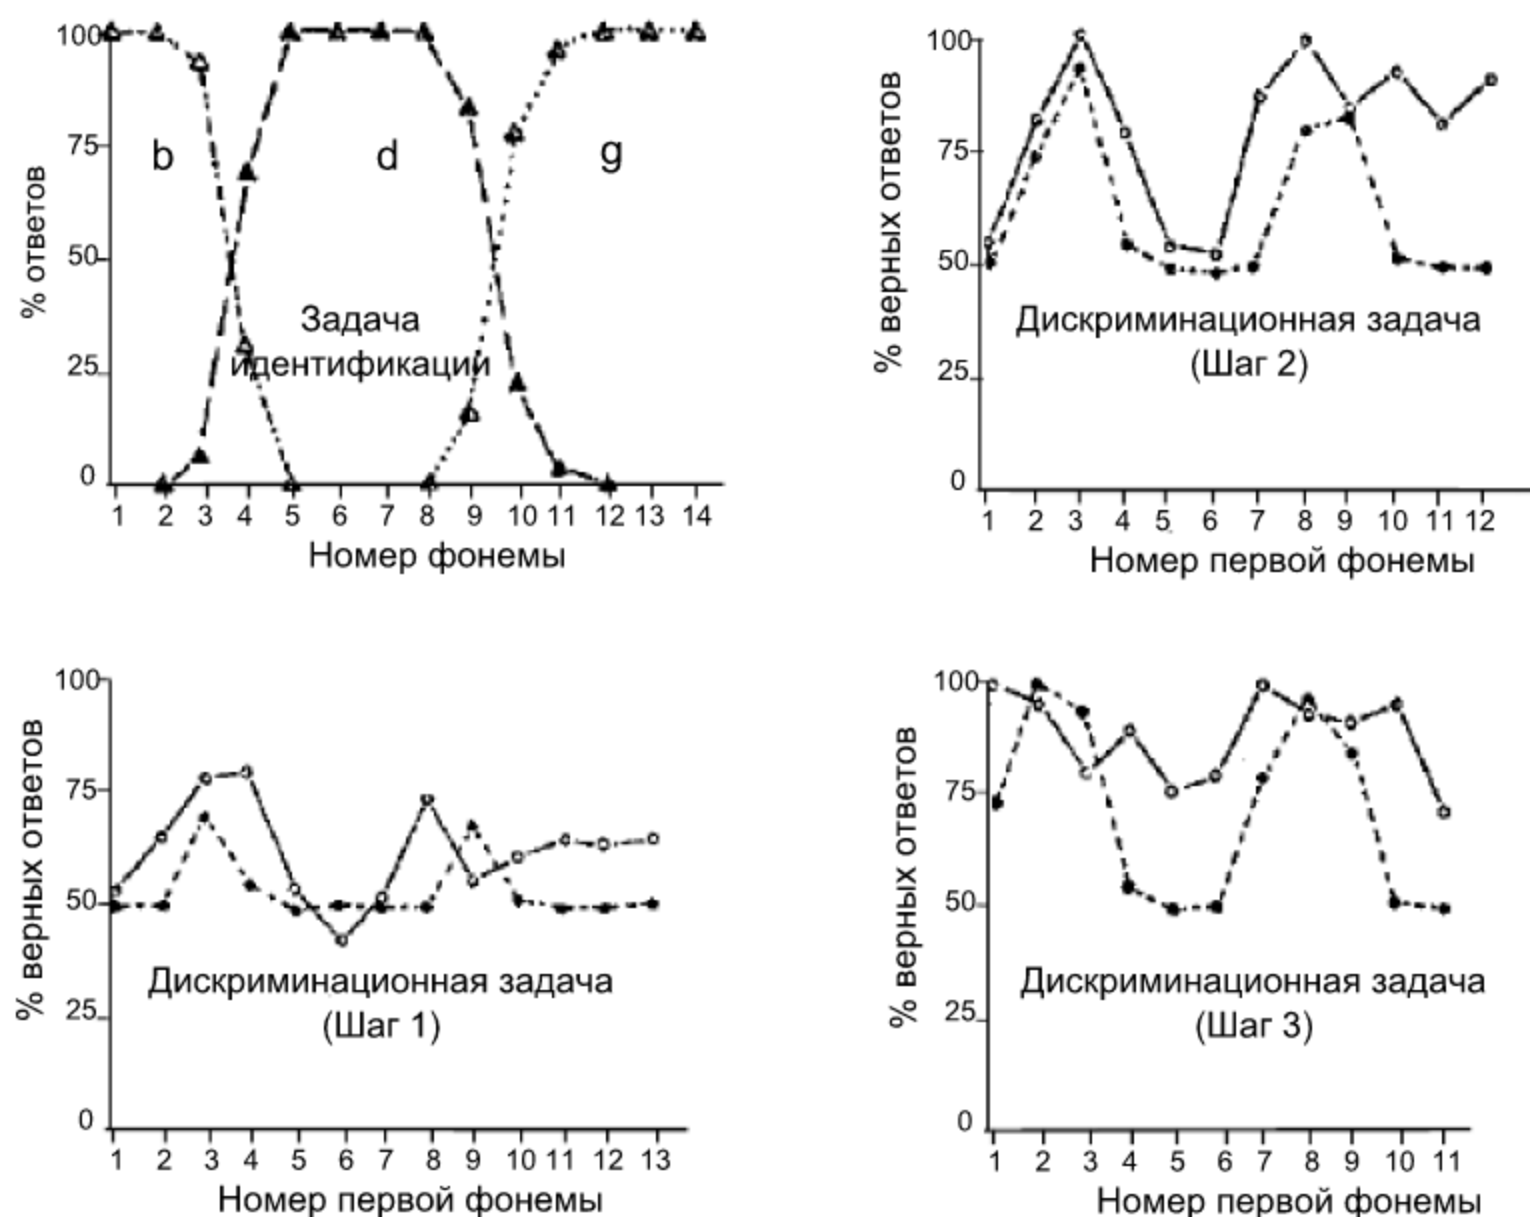 100
75
50
25
0
% ответов
b
d
g
Задача
идентификации
1 2 3 4 5 6 7 8 9 10 11 12 13 14
Номер фонемы
100
75
50
25
0
% верных ответов
Дискриминационная задача
(Шаг 2)
1 2 3 4 5 6 7 8 9 10 11 12
Номер первой фонемы
100
75
50
25
0
% верных ответов
Дискриминационная задача
(Шаг 1)
1 2 3 4 5 6 7 8 9 10 11 12 13
Номер первой фонемы
100
75
50
25
0
% верных ответов
Дискриминационная задача
(Шаг 3)
1 2 3 4 5 6 7 8 9 10 11
Номер первой фонемы